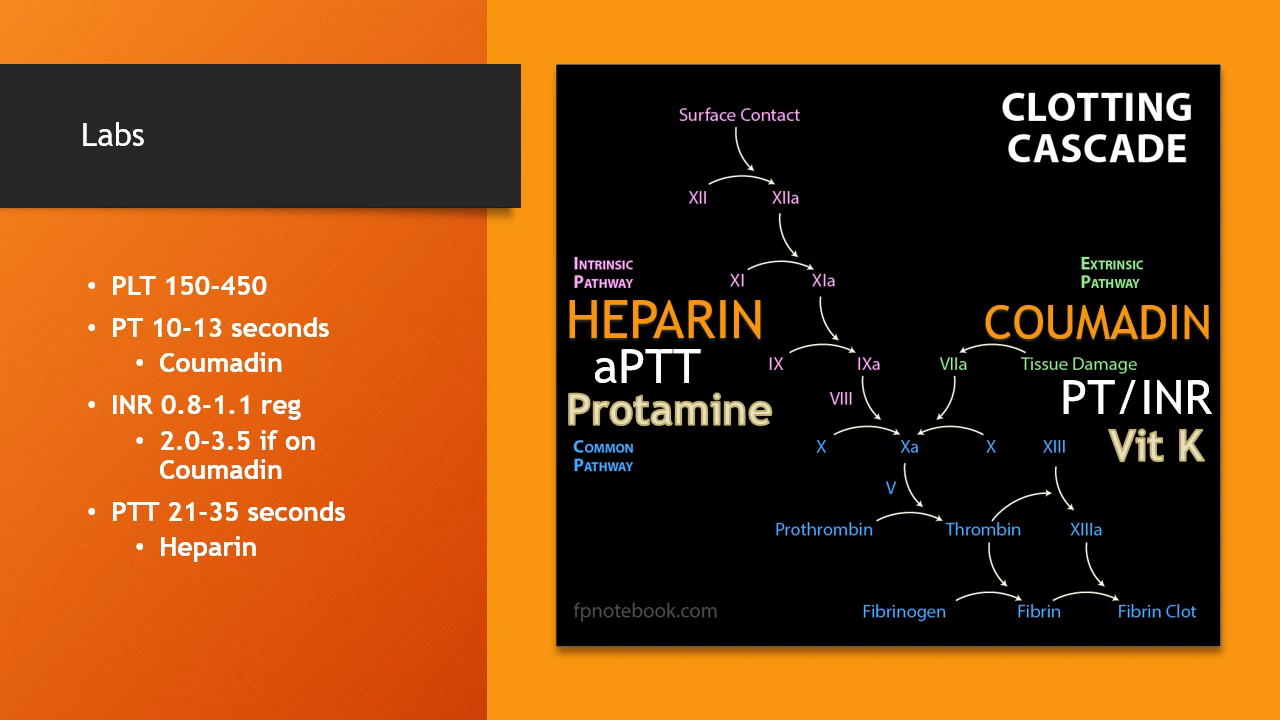 Labs
• PLT 150-450
• PT 10-13 seconds
• Coumadin
• INR 0.8-1.1 reg
• 2.0-3.5 if on
Coumadin
• PTT 21-35 seconds
• Heparin
CLOTTING
CASCADE
Surface Contact
XII
XIIa
INTRINSIC
PATHWAY
XI
XIa
EXTRINSIC
PATHWAY
HEPARIN
COUMADIN
aPTT
IX
IXa
VIIa
Tissue Damage
Protamine
VIII
PT/INR
COMMON
PATHWAY
X
Xa
X
XIII
Vit K
V
Prothrombin
Thrombin
XIIIa
fpnotebook.com
Fibrinogen
Fibrin
Fibrin Clot